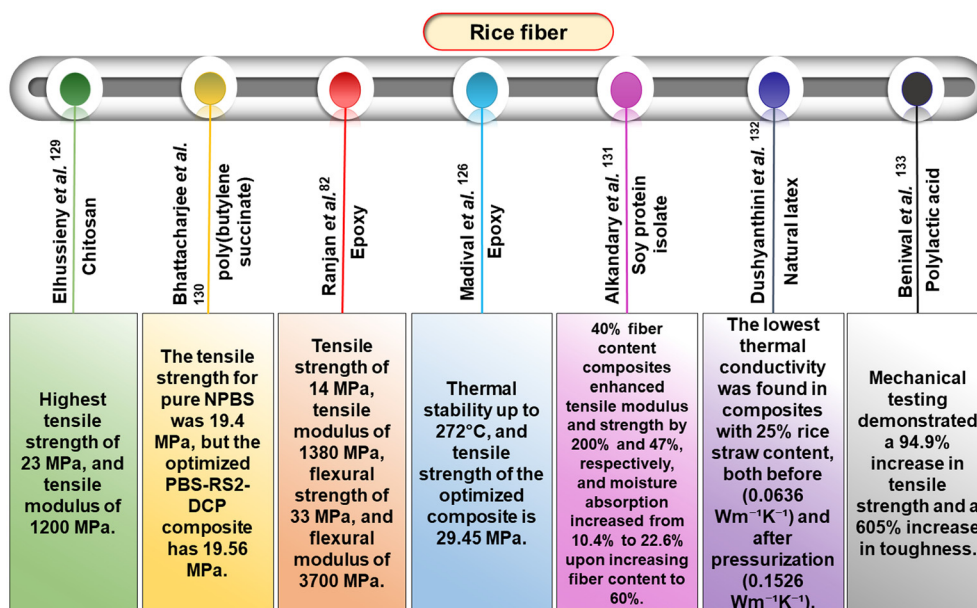 Rice fiber
Elhussieny et al. 129
Chitosan
Bhattacharjee et al.
130
poly(butylene
succinate)
Ranjan et al.82
Epoxy
Madival et al. 126
Epoxy
Alkandary et al. 131
Soy protein
isolate
Dushyanthini et al. 132
Natural latex
Beniwal et al. 133
Polylactic acid
Highest
tensile
strength of
23 MPa, and
tensile
modulus of
1200 MPa.
The tensile
strength for
pure NPBS
was 19.4
MPa, but the
optimized
PBS-RS2-
DCP
composite
has 19.56
MPa.
Tensile
strength of
14 MPa,
tensile
modulus of
1380 MPa,
flexural
strength of
33 MPa, and
flexural
modulus of
3700 MPa.
Thermal
stability up to
272°C, and
tensile
strength of the
optimized
composite is
29.45 MPa.
40% fiber
content
composites
enhanced
tensile modulus
and strength by
200% and 47%,
respectively,
and moisture
absorption
increased from
10.4% to 22.6%
upon increasing
fiber content to
60%.
The lowest
thermal
conductivity
was found in
composites
with 25% rice
straw content,
both before
(0.0636
Wm⁻¹K⁻¹) and
after
pressurization
(0.1526
Wm⁻¹K⁻¹).
Mechanical
testing
demonstrated
a 94.9%
increase in
tensile
strength and a
605% increase
in toughness.